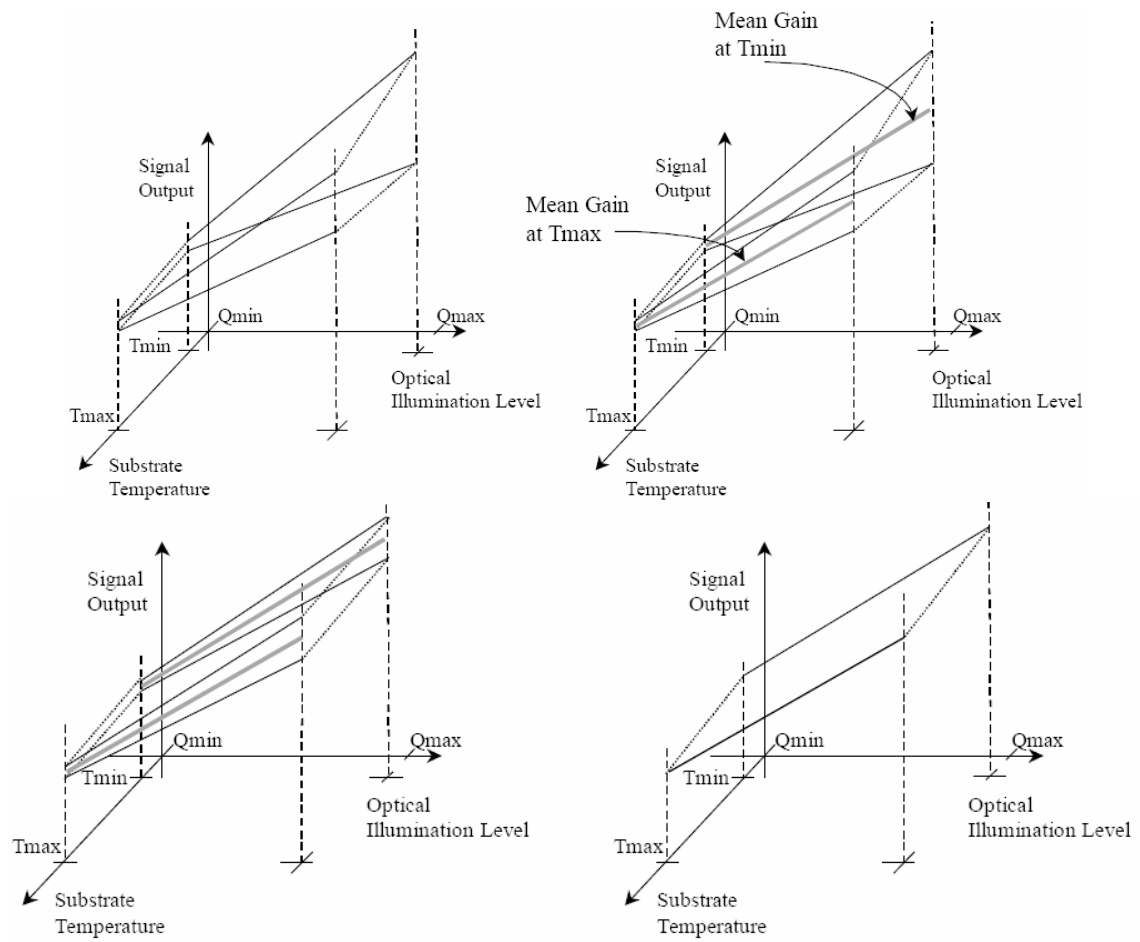 Signal
Output
Qmin
Qmax
Tmin
Optical
Illumination Level
Tmax
Substrate
Temperature
Mean Gain
at Tmin
Signal
Output
Mean Gain
at Tmax
Qmin
Qmax
Tmin
Optical
Illumination Level
Tmax
Substrate
Temperature
Signal
Output
Qmin
Qmax
Tmin
Optical
Illumination Level
Tmax
Substrate
Temperature
Signal
Output
Qmin
Qmax
Tmin
Optical
Illumination Level
Tmax
Substrate
Temperature